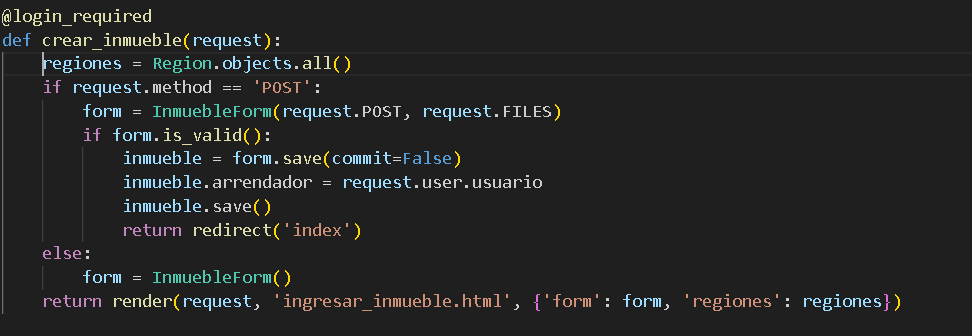 @login_required
def crear_inmueble(request):
    regiones = Region.objects.all()
    if request.method == 'POST':
        form = InmuebleForm(request.POST, request.FILES)
        if form.is_valid():
            inmueble = form.save(commit=False)
            inmueble.arrendador = request.user.usuario
            inmueble.save()
            return redirect('index')
    else:
        form = InmuebleForm()
    return render(request, 'ingresar_inmueble.html', {'form': form, 'regiones': regiones})